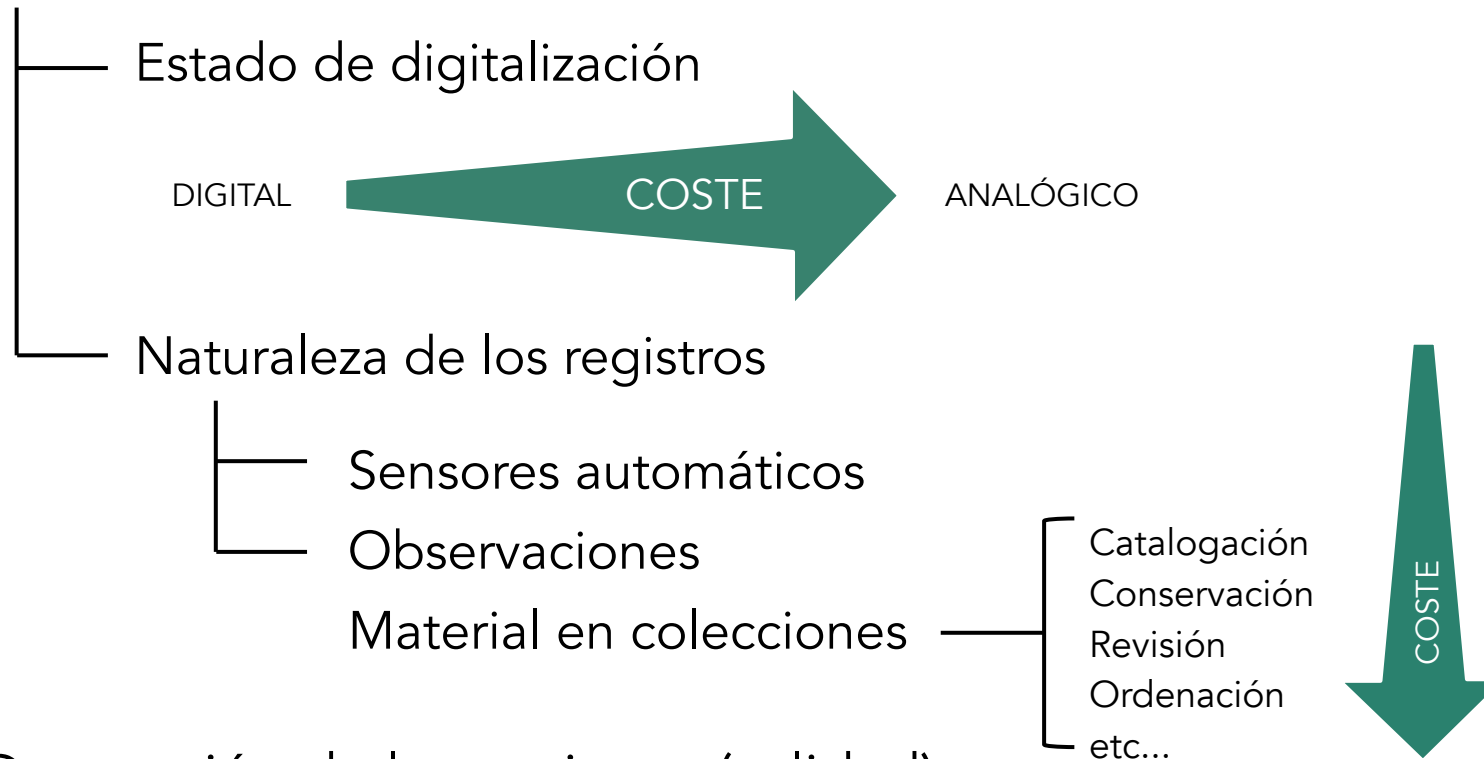 Estado de digitalización
DIGITAL COSTE ANALÓGICO
Naturaleza de los registros
Sensores automáticos
Observaciones
Material en colecciones
Catalogación
Conservación
Revisión
Ordenación
etc...
COSTE